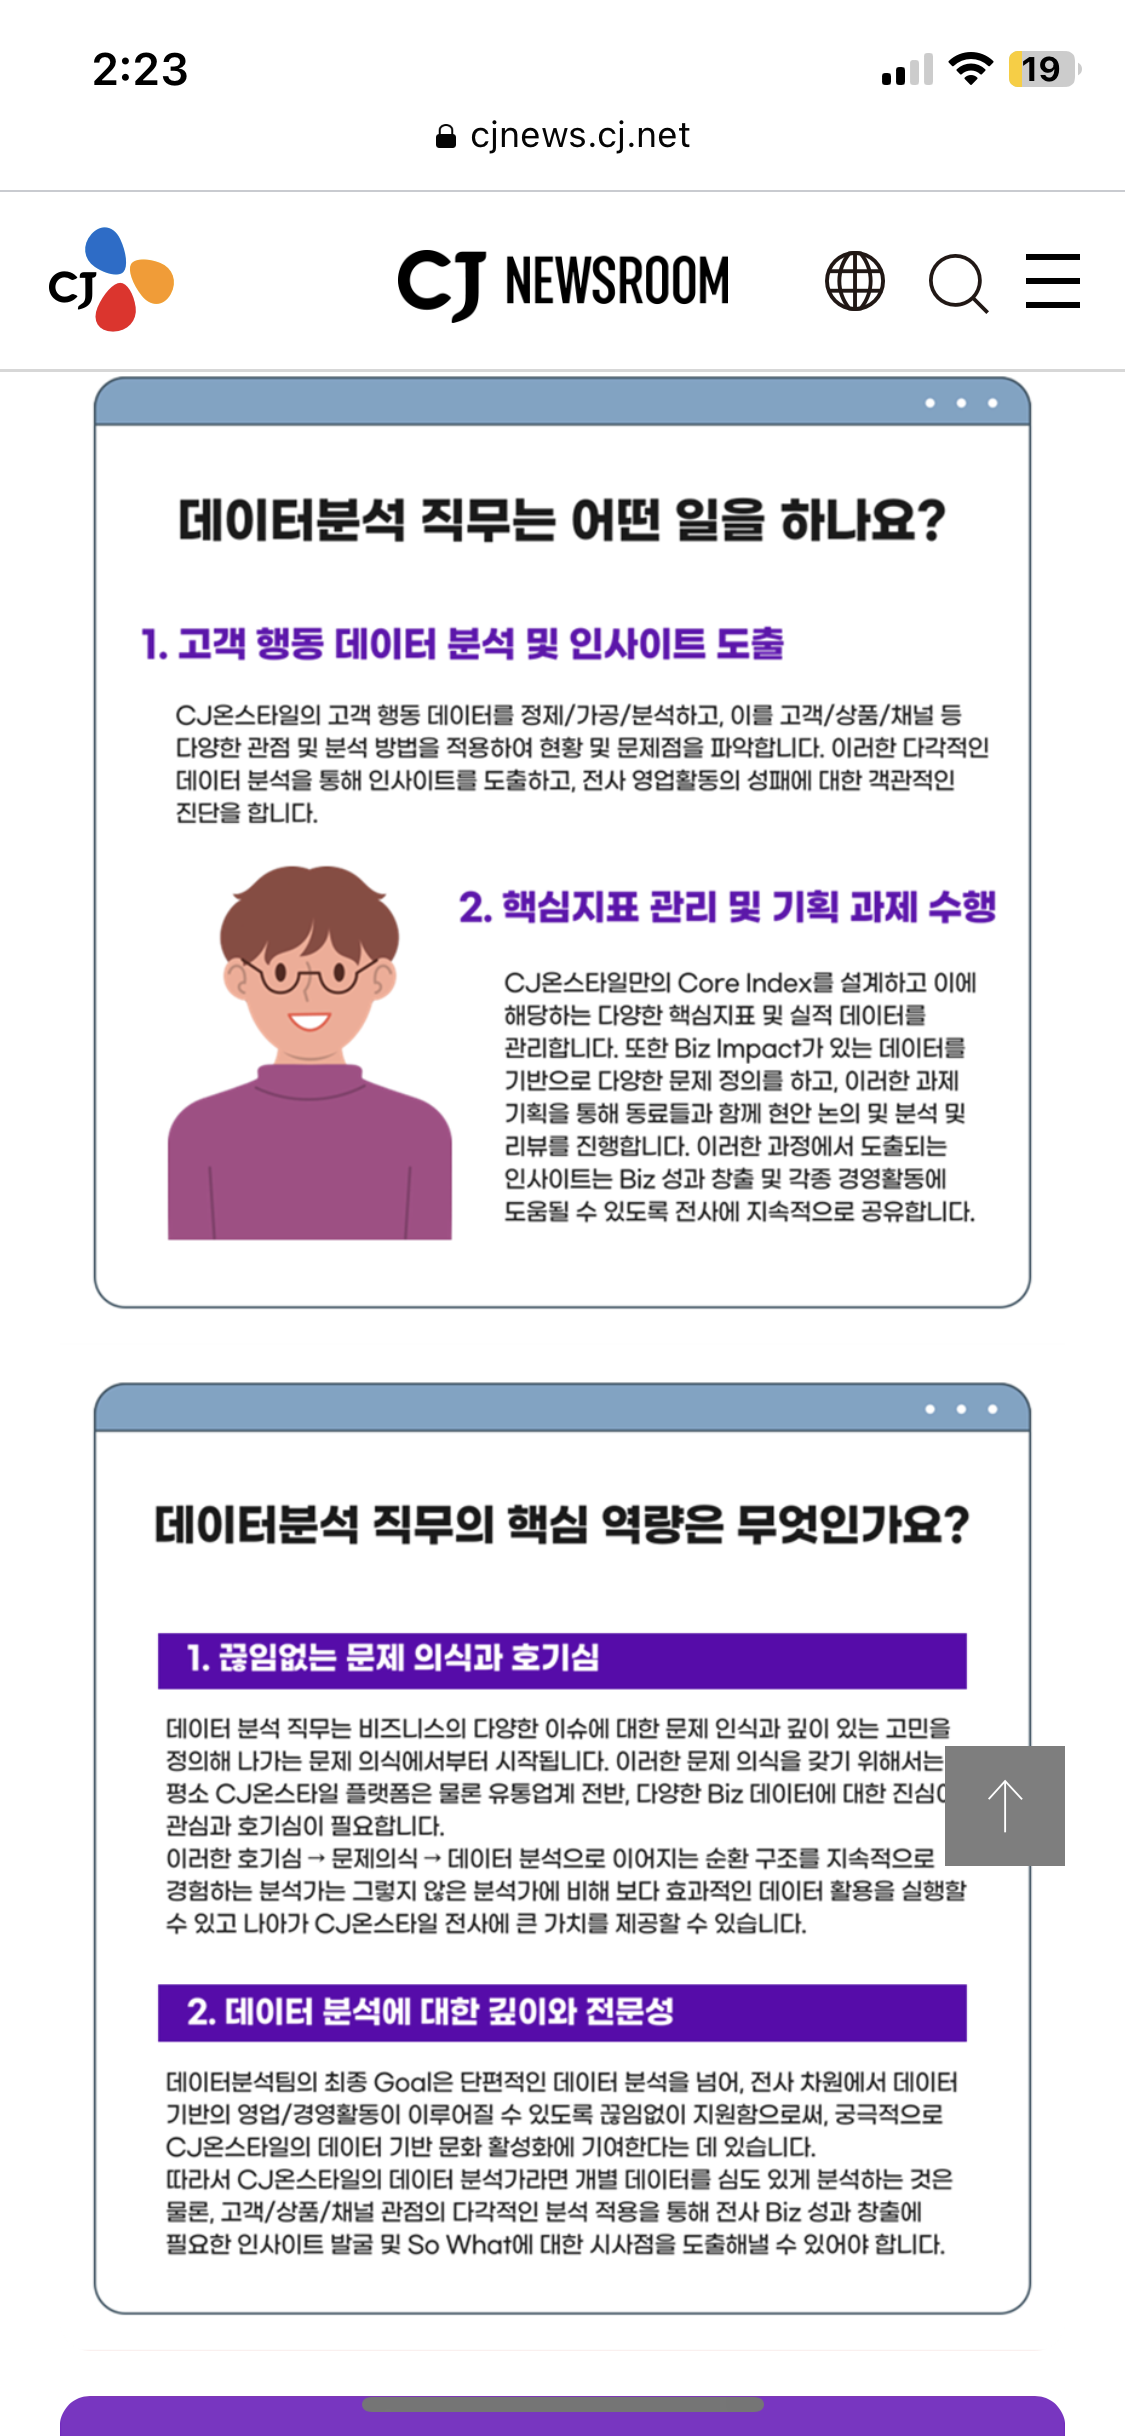 2:23
19
cjnews.cj.net
CJ
CJ NEWSROOM
데이터분석 직무는 어떤 일을 하나요?
1. 고객 행동 데이터 분석 및 인사이트 도출
CJ온스타일의 고객 행동 데이터를 정제/가공/분석하고, 이를 고객/상품/채널 등
다양한 관점 및 분석 방법을 적용하여 현황 및 문제점을 파악합니다. 이러한 다각적인
데이터 분석을 통해 인사이트를 도출하고, 전사 영업활동의 성패에 대한 객관적인
진단을 합니다.
2. 핵심지표 관리 및 기획 과제 수행
CJ온스타일만의 Core Index를 설계하고 이에
해당하는 다양한 핵심지표 및 실적 데이터를
관리합니다. 또한 Biz Impact가 있는 데이터를
기반으로 다양한 문제 정의를 하고, 이러한 과제
기획을 통해 동료들과 함께 현안 논의 및 분석 및
리뷰를 진행합니다. 이러한 과정에서 도출되는
인사이트는 Biz 성과 창출 및 각종 경영활동에
도움될 수 있도록 전사에 지속적으로 공유합니다.
데이터분석 직무의 핵심 역량은 무엇인가요?
1. 끊임없는 문제 의식과 호기심
데이터 분석 직무는 비즈니스의 다양한 이슈에 대한 문제 인식과 깊이 있는 고민을
정의해 나가는 문제 의식에서부터 시작됩니다. 이러한 문제 의식을 갖기 위해서는
평소 CJ온스타일 플랫폼은 물론 유통업계 전반, 다양한 Biz 데이터에 대한
관심과 호기심이 필요합니다.
이러한 호기심 → 문제의식 → 데이터 분석으로 이어지는 순환 구조를 지속적으로
경험하는 분석가는 그렇지 않은 분석가에 비해 보다 효과적인 데이터 활용을 실행할
수 있고 나아가 CJ온스타일 전사에 큰 가치를 제공할 수 있습니다.
2. 데이터 분석에 대한 깊이와 전문성
데이터분석팀의 최종 Goal은 단편적인 데이터 분석을 넘어, 전사 차원에서 데이터
기반의 영업/경영활동이 이루어질 수 있도록 끊임없이 지원함으로써, 궁극적으로
CJ온스타일의 데이터 기반 문화 활성화에 기여한다는 데 있습니다.
따라서 CJ온스타일의 데이터 분석가라면 개별 데이터를 심도 있게 분석하는 것은
물론, 고객/상품/채널 관점의 다각적인 분석 적용을 통해 전사 Biz 성과 창출에
필요한 인사이트 발굴 및 So What에 대한 시사점을 도출해낼 수 있어야 합니다.